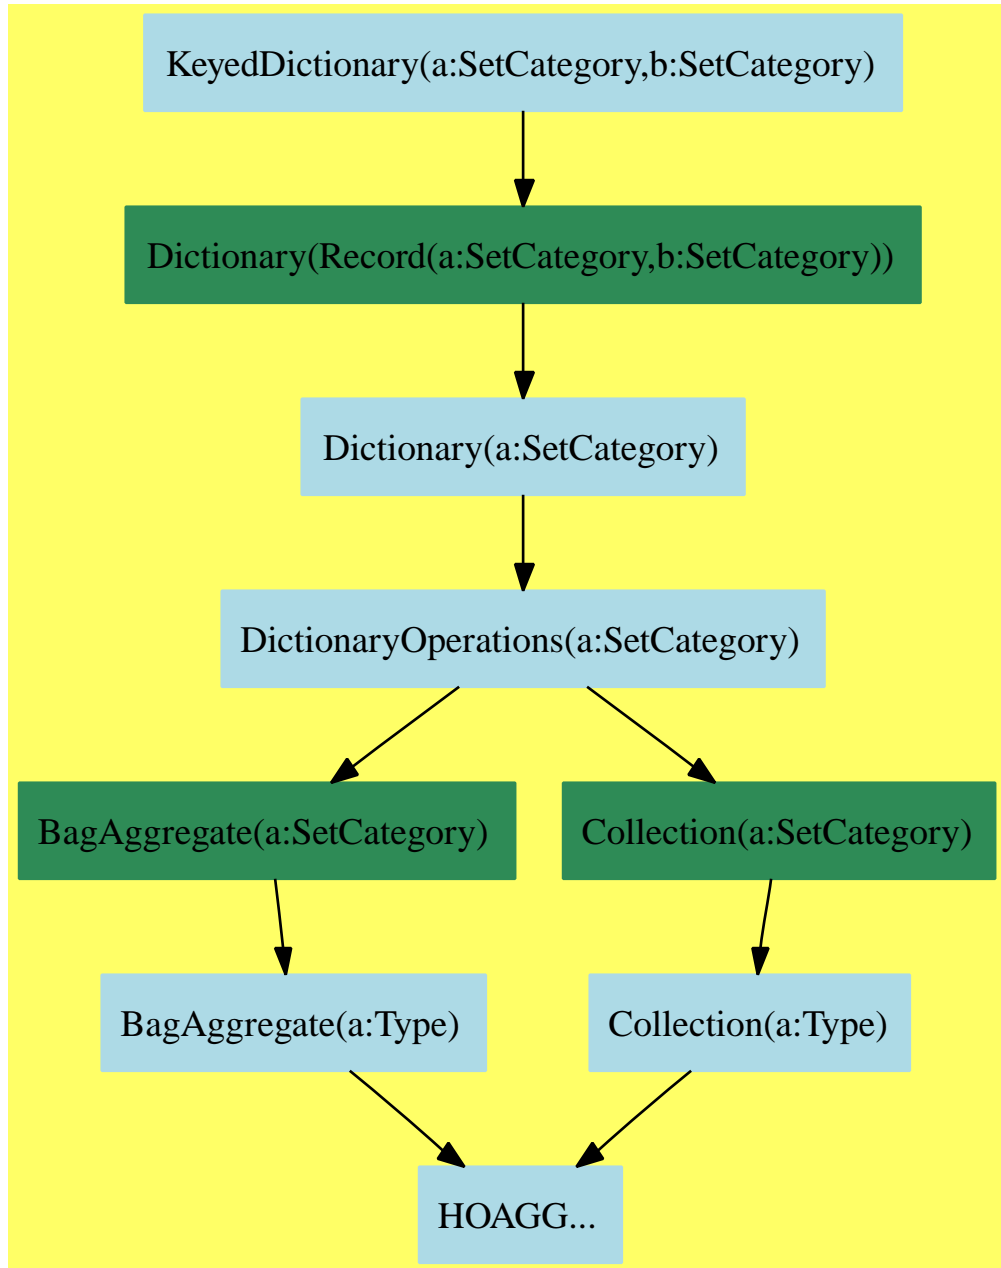 KeyedDictionary(a:SetCategory,b:SetCategory)
Dictionary(Record(a:SetCategory,b:SetCategory))
Dictionary(a:SetCategory)
DictionaryOperations(a:SetCategory)
BagAggregate(a:SetCategory)
Collection(a:SetCategory)
BagAggregate(a:Type)
Collection(a:Type)
HOAGG...